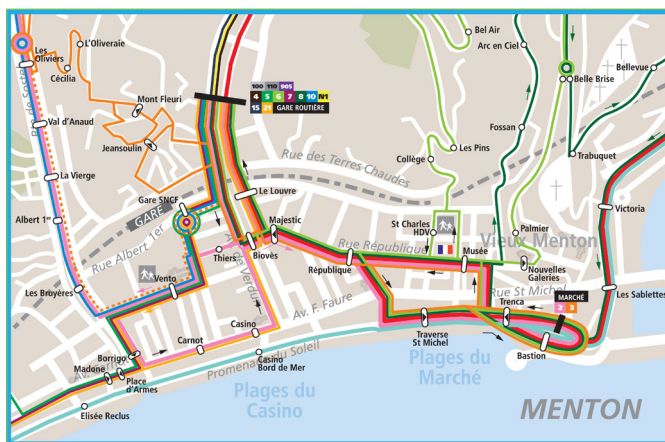 Bel Air
Arc en Ciel
L'Oliveraie
Les
Oliviers
Cécilia
Bellevue
Belle Brise
100 110 905
4 5 6 7 8 10 N1
15 21 GARE ROUTIÈRE
Mont Fleuri
Val d'Anaud
Jeansoulin
Fossan
Les Pins
Collège
Trabuquet
Rue des Terres Chaudes
La Vierge
Le Louvre
Gare SNCF
GARE
Albert 1er
Rue Albert 1er
Majestic
St Charles
HDV
Victoria
Palmier
Vieux Menton
Rue République
Musée
Thiers
Biovès
République
Nouvelles
Galeries
Vento
Les Bruyères
Av. F. Faure
Rue St Michel
Trenca
MARCHÉ
2 3
Les Sablettes
Casino
Carnot
Traverse
St Michel
Bastion
Borrigo
Madone
Place
d'Armes
Casino
Bord de Mer
Promenade du Soleil
Plages du
Marché
Plages du
Casino
Elisée Reclus
MENTON